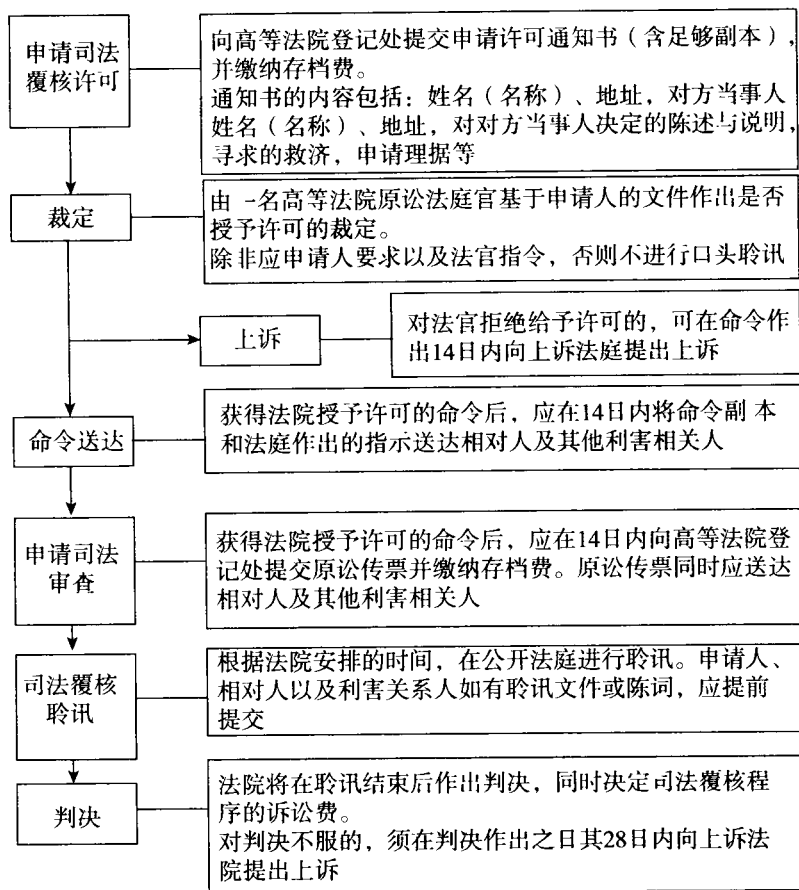 申请司法
覆核许可
向高等法院登记处提交申请许可通知书（含足够副本），
并缴纳存档费。
通知书的内容包括：姓名（名称）、地址，对方当事人
姓名（名称）、地址，对对方当事人决定的陈述与说明，
寻求的救济，申请理据等
裁定
由一名高等法院原讼法庭官基于申请人的文件作出是否
授予许可的裁定。
除非应申请人要求以及法官指令，否则不进行口头聆讯
上诉
对法官拒绝给予许可的，可在命令作
出14日内向上诉法庭提出上诉
命令送达
获得法院授予许可的命令后，应在14日内将命令副 本
和法庭作出的指示送达相对人及其他利害相关人
申请司法
审查
获得法院授予许可的命令后，应在14日内向高等法院登
记处提交原讼传票并缴纳存档费。原讼传票同时应送达
相对人及其他利害相关人
司法覆核
聆讯
根据法院安排的时间，在公开法庭进行聆讯。申请人、
相对人以及利害关系人如有聆讯文件或陈词，应提前
提交
判决
法院将在聆讯结束后作出判决，同时决定司法覆核程
序的诉讼费。
对判决不服的，须在判决作出之日其28日内向上诉法
院提出上诉